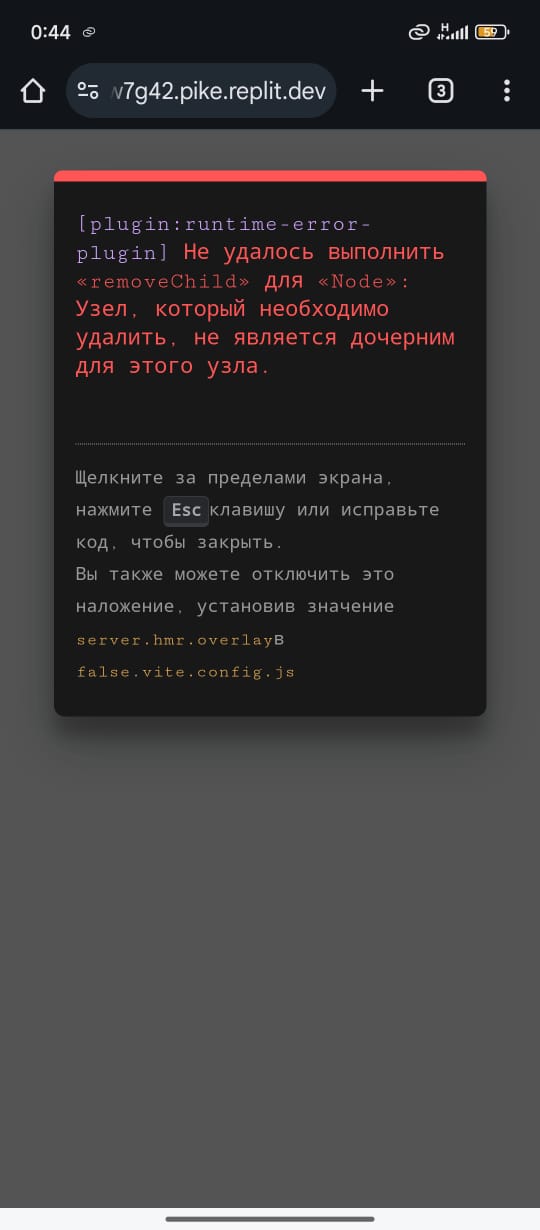 0:44
H
59
w7g42.pike.replit.dev
3
[plugin:runtime-error-
plugin] Не удалось выполнить
«removeChild» для «Node»:
Узел, который необходимо
удалить, не является дочерним
для этого узла.
Щелкните за пределами экрана,
нажмите Esc клавишу или исправьте
код, чтобы закрыть.
Вы также можете отключить это
наложение, установив значение
server.hmr.overlayв
false.vite.config.js